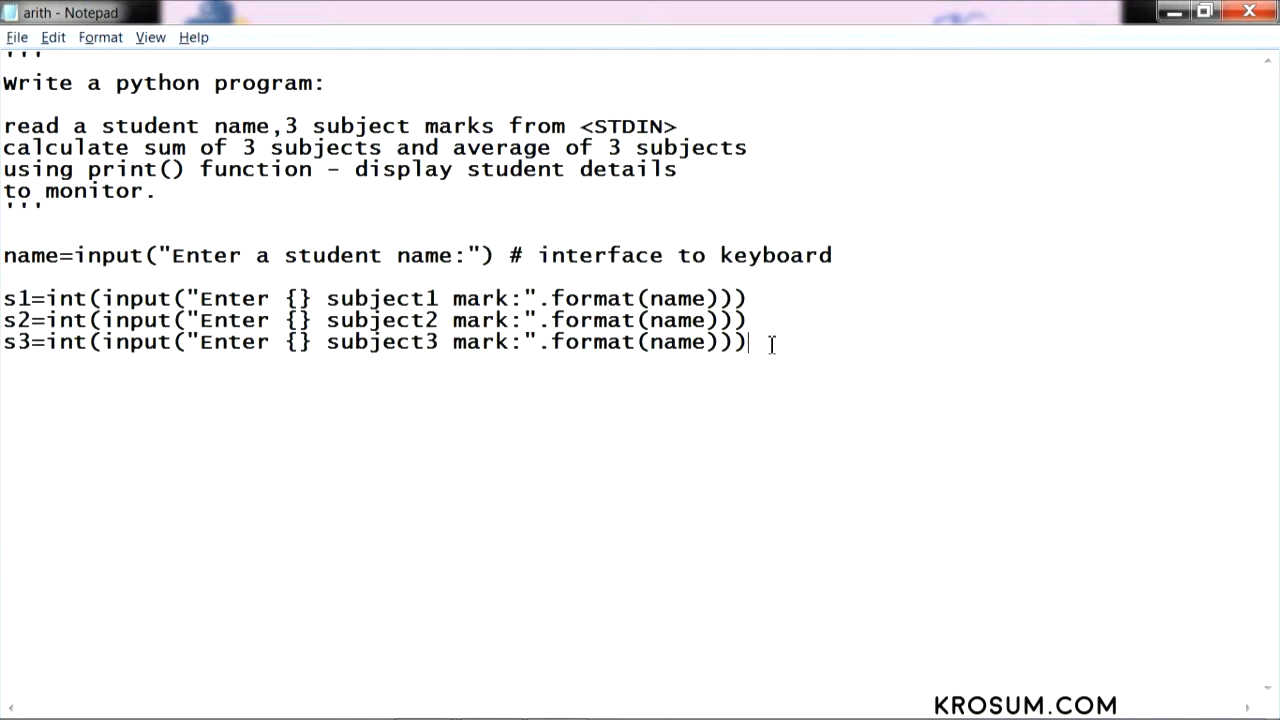 arith - Notepad
File Edit Format View Help
'''
Write a python program:
read a student name,3 subject marks from <STDIN>
calculate sum of 3 subjects and average of 3 subjects
using print() function - display student details
to monitor.
'''
name=input("Enter a student name:") # interface to keyboard
s1=int(input("Enter {} subject1 mark:".format(name)))
s2=int(input("Enter {} subject2 mark:".format(name)))
s3=int(input("Enter {} subject3 mark:".format(name)))
KROSUM.COM